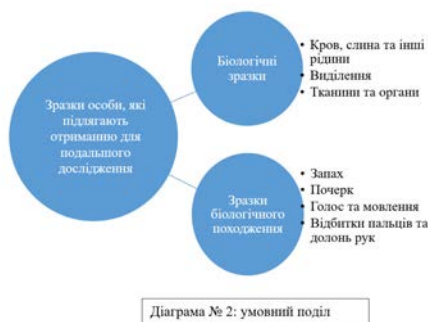 Зразки особи, які
підлягають
отриманню для
подальшого
дослідження
Біологічні
зразки
• Кров, слина та інші
рідини
• Виділення
• Тканини та органи
Зразки
біологічного
походження
• Запах
• Почерк
• Голос та мовлення
• Відбитки пальців та
долонь рук
Діаграма № 2: умовний поділ